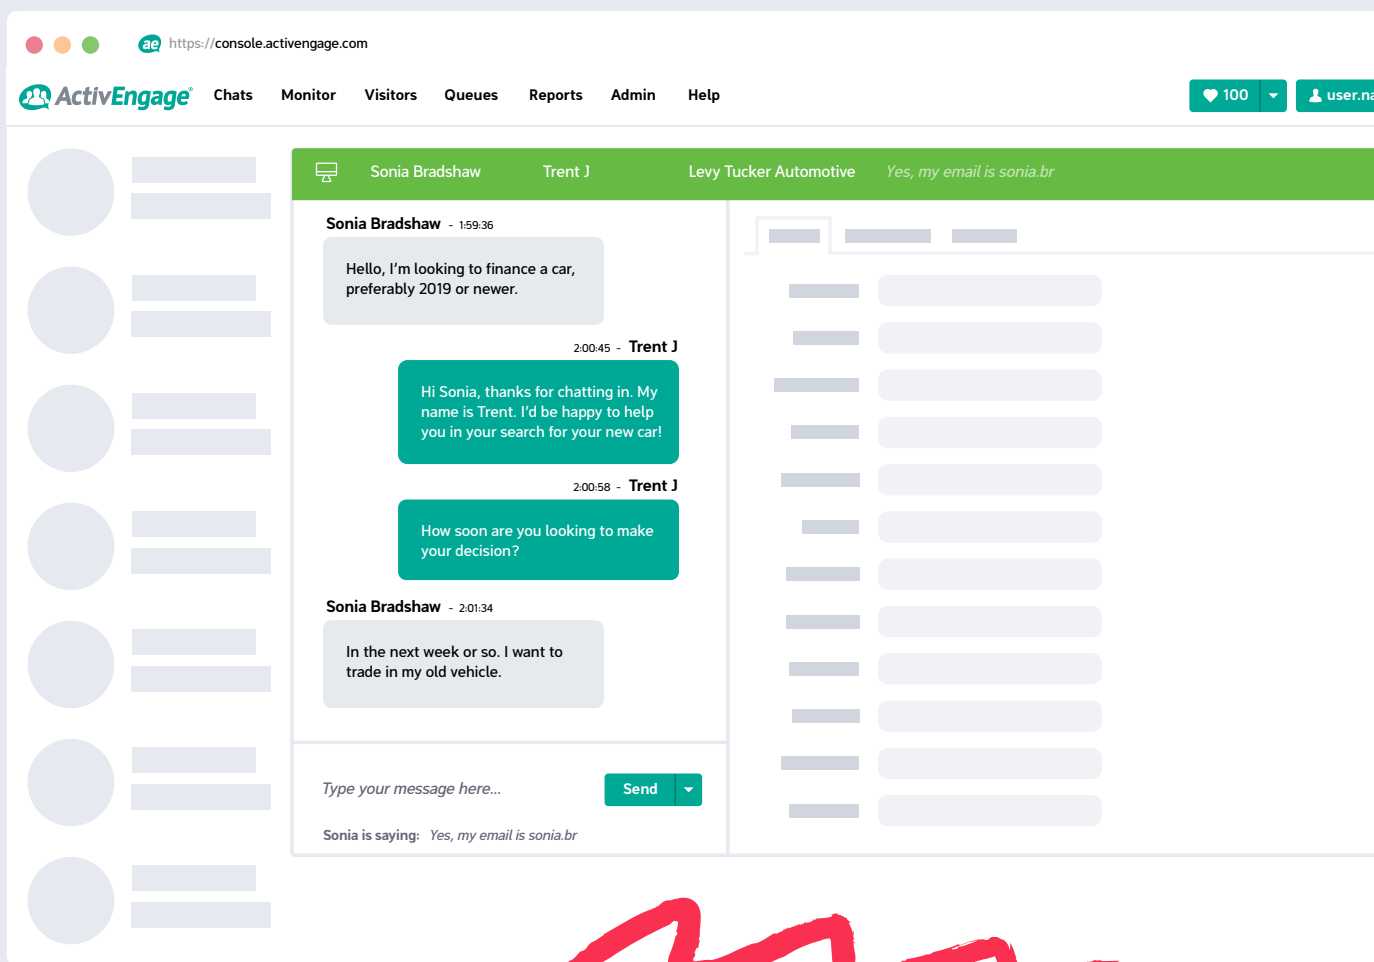 ae https://console.activengage.com
ActivEngage® Chats Monitor Visitors Queues Reports Admin Help 100 user.na
Sonia Bradshaw Trent J Levy Tucker Automotive Yes, my email is sonia.br
Sonia Bradshaw - 1:59:36
Hello, I'm looking to finance a car,
preferably 2019 or newer.
2:00:45 - Trent J
Hi Sonia, thanks for chatting in. My
name is Trent. I'd be happy to help
you in your search for your new car!
2:00:58 - Trent J
How soon are you looking to make
your decision?
Sonia Bradshaw - 2:01:34
In the next week or so. I want to
trade in my old vehicle.
Type your message here... Send
Sonia is saying: Yes, my email is sonia.br